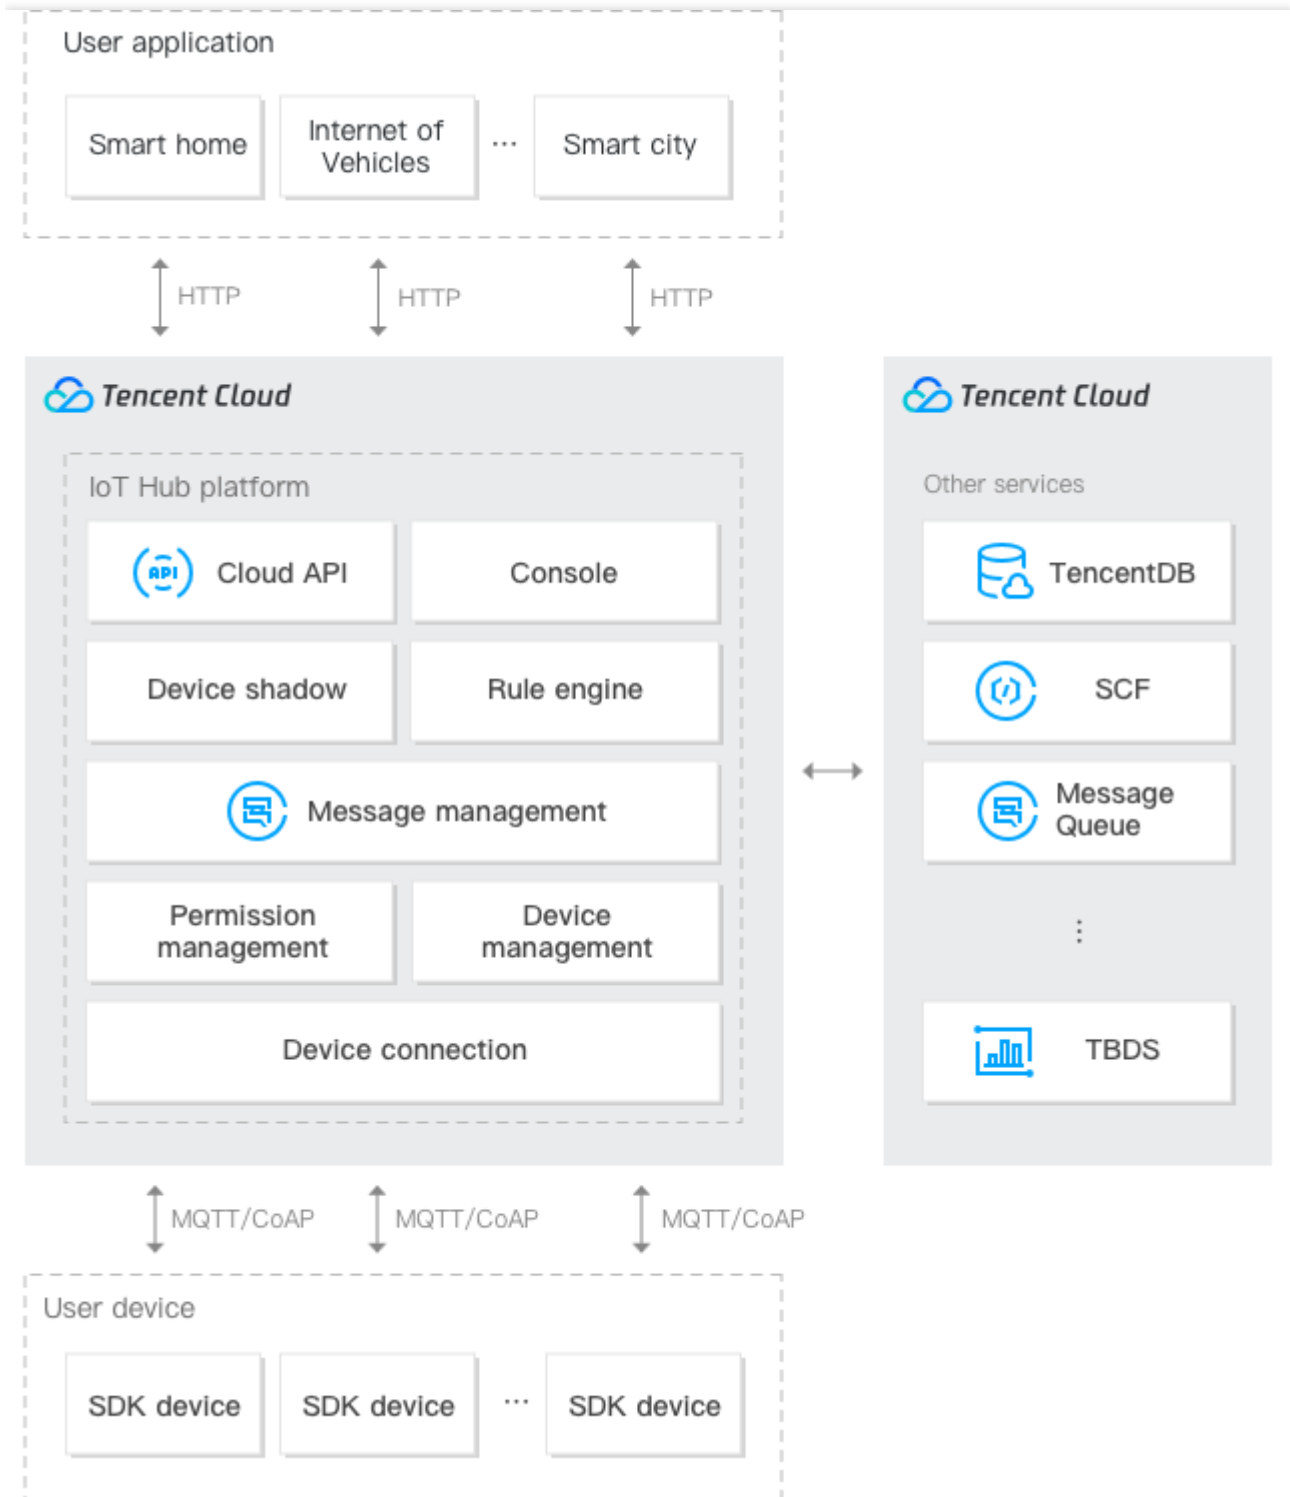 User application
Smart home
Internet of
Vehicles
...
Smart city
HTTP
HTTP
HTTP
Tencent Cloud
IoT Hub platform
API
Cloud API
Console
Device shadow
Rule engine
Message management
Permission
management
Device
management
Device connection
Tencent Cloud
Other services
TencentDB
SCF
Message
Queue
⋮
TBDS
MQTT/CoAP
MQTT/CoAP
MQTT/CoAP
User device
SDK device
SDK device
...
SDK device